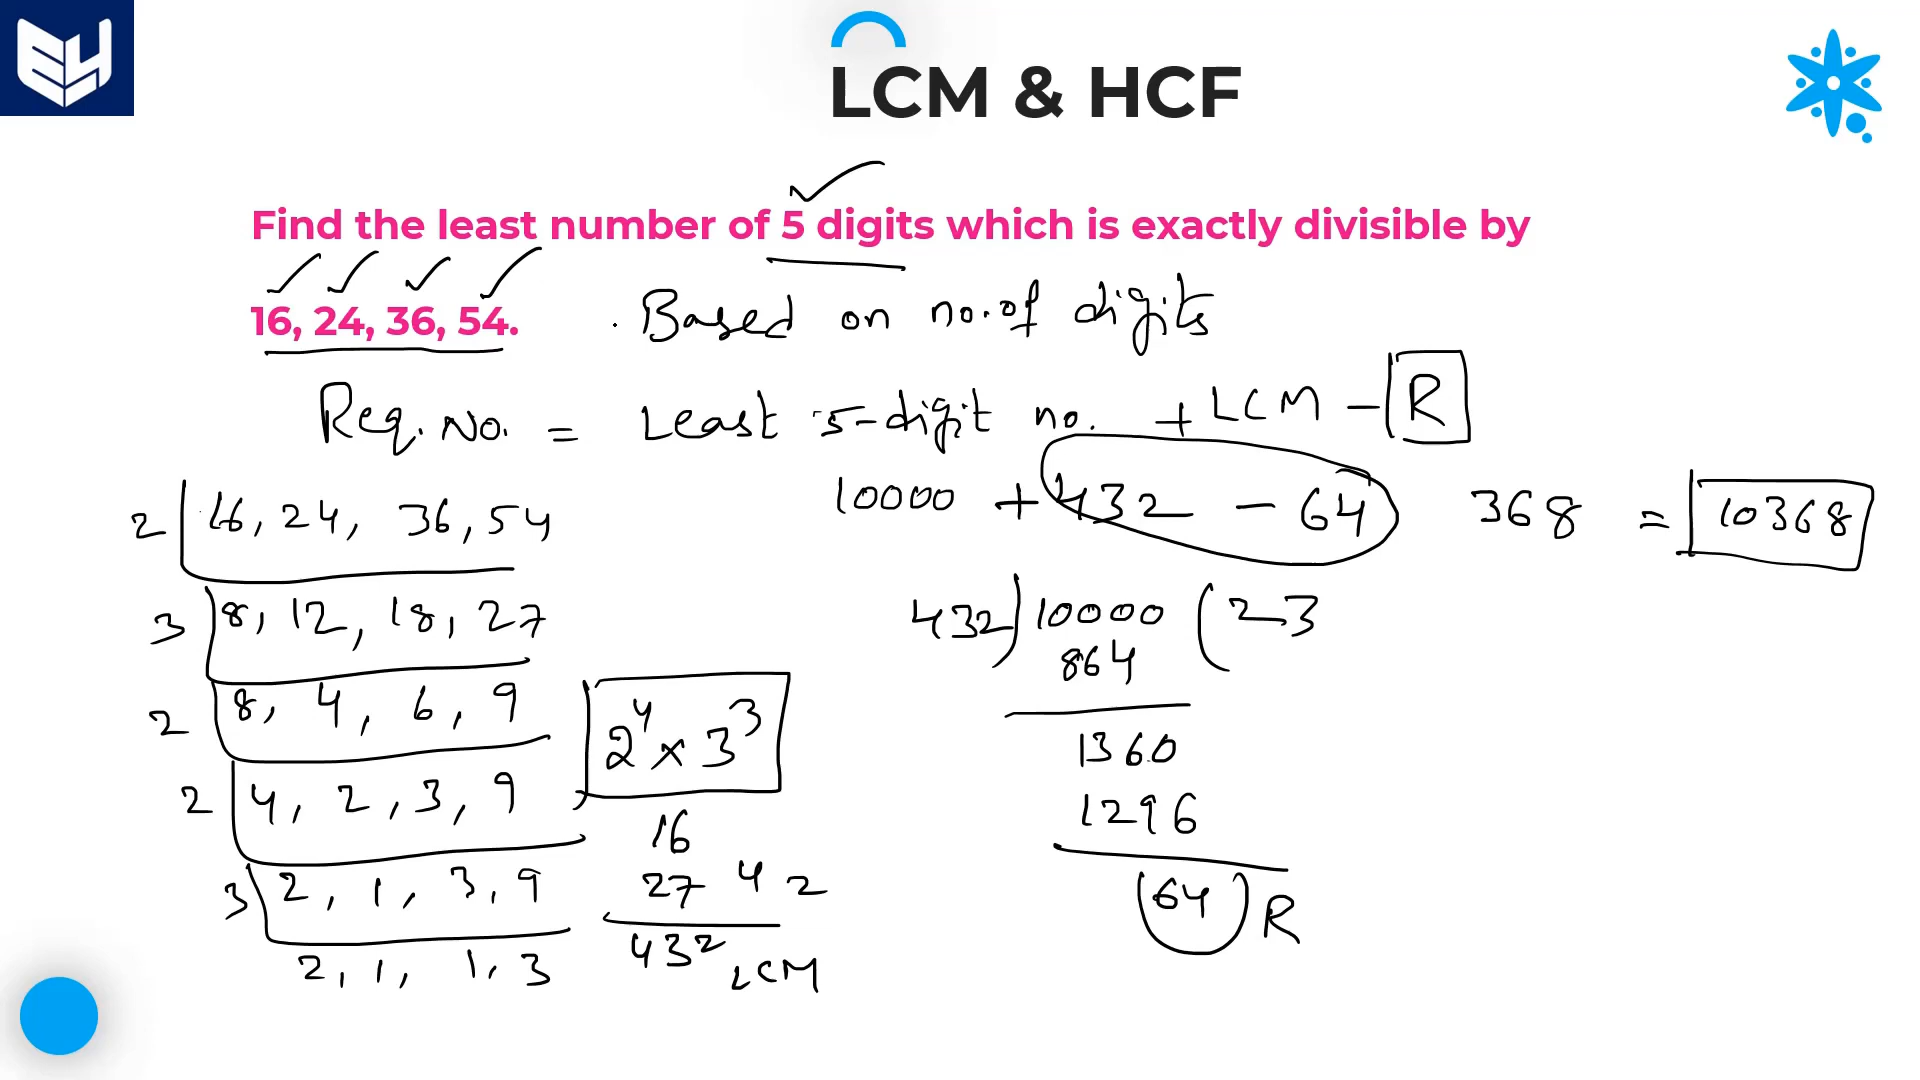 LCM & HCF
Find the least number of 5 digits which is exactly divisible by
16, 24, 36, 54.
. Based on no. of digits
Req. No. = Least 5-digit no. + LCM - R
10000 + 432 - 64 368 = 10368
2 16, 24, 36, 54
3 8, 12, 18, 27
2 8, 4, 6, 9
2 4, 2, 3, 9
3 2, 1, 3, 9
2, 1, 1, 3
2⁴ × 3³
16
27 4 2
432 LCM
432) 10000 (23
864
1360
1296
64 R